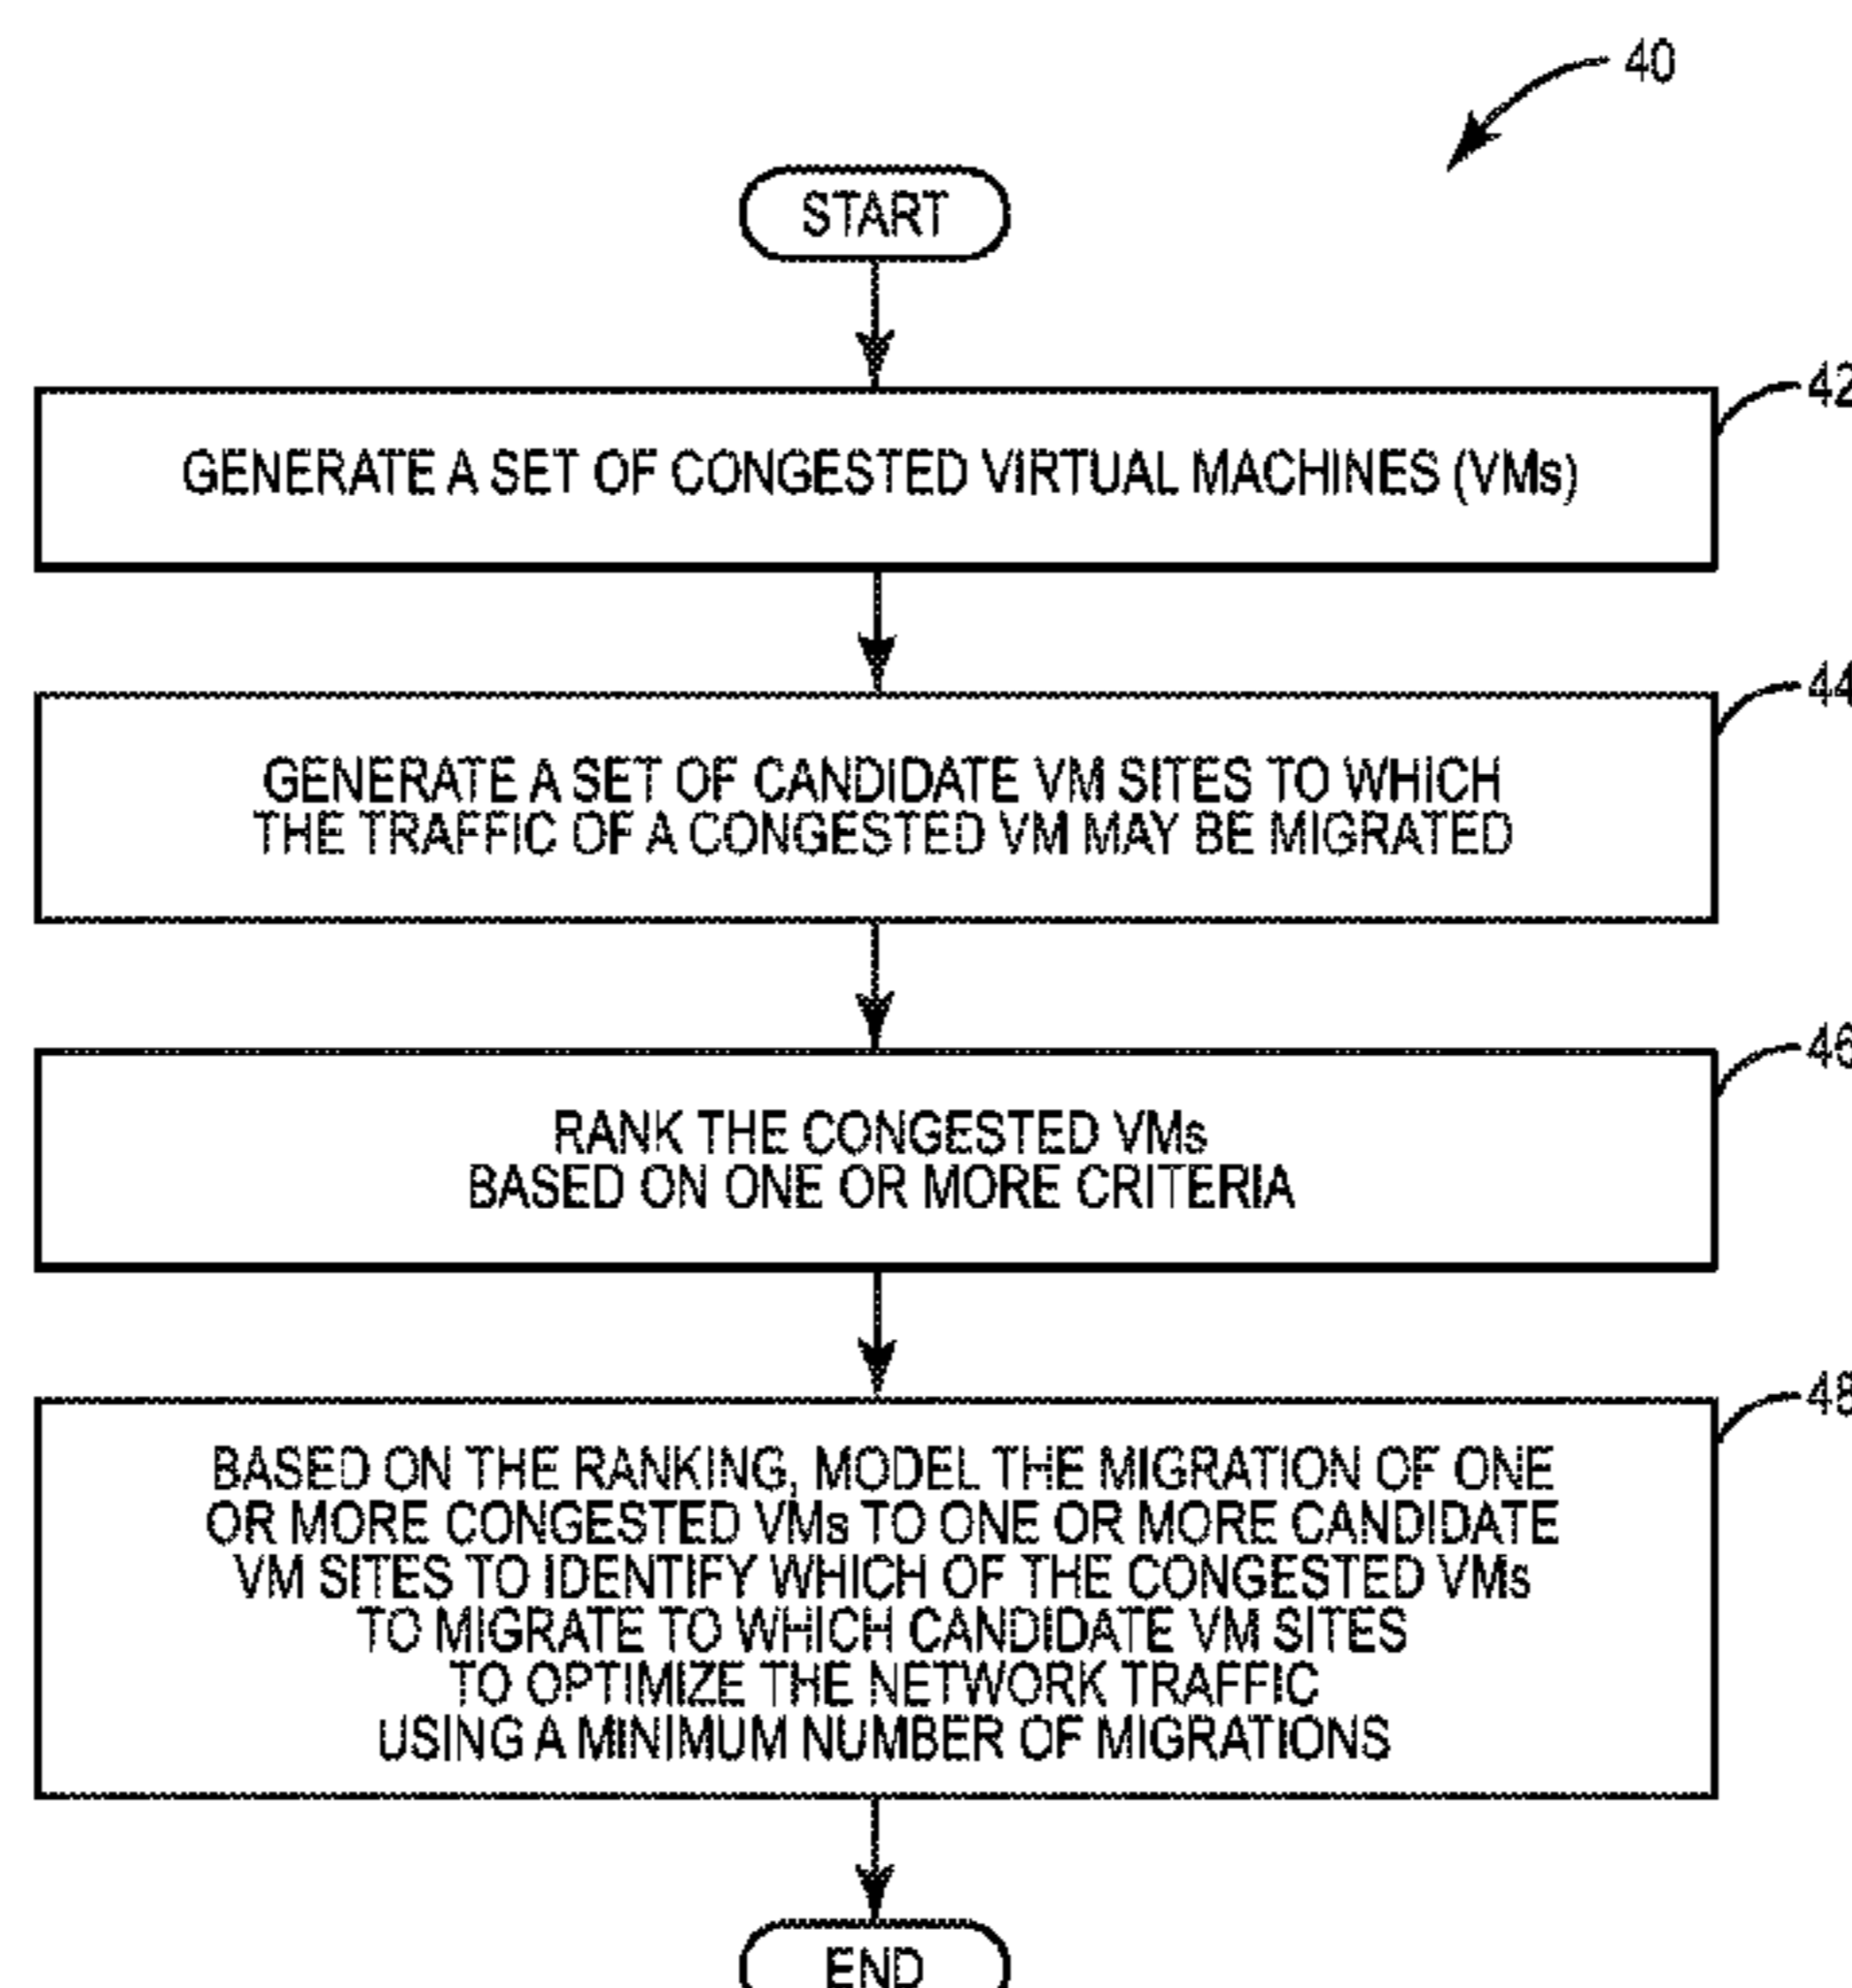 40
START
42
GENERATE A SET OF CONGESTED VIRTUAL MACHINES (VMs)
44
GENERATE A SET OF CANDIDATE VM SITES TO WHICH
THE TRAFFIC OF A CONGESTED VM MAY BE MIGRATED
46
RANK THE CONGESTED VMs
BASED ON ONE OR MORE CRITERIA
48
BASED ON THE RANKING, MODEL THE MIGRATION OF ONE
OR MORE CONGESTED VMs TO ONE OR MORE CANDIDATE
VM SITES TO IDENTIFY WHICH OF THE CONGESTED VMs
TO MIGRATE TO WHICH CANDIDATE VM SITES
TO OPTIMIZE THE NETWORK TRAFFIC
USING A MINIMUM NUMBER OF MIGRATIONS
END